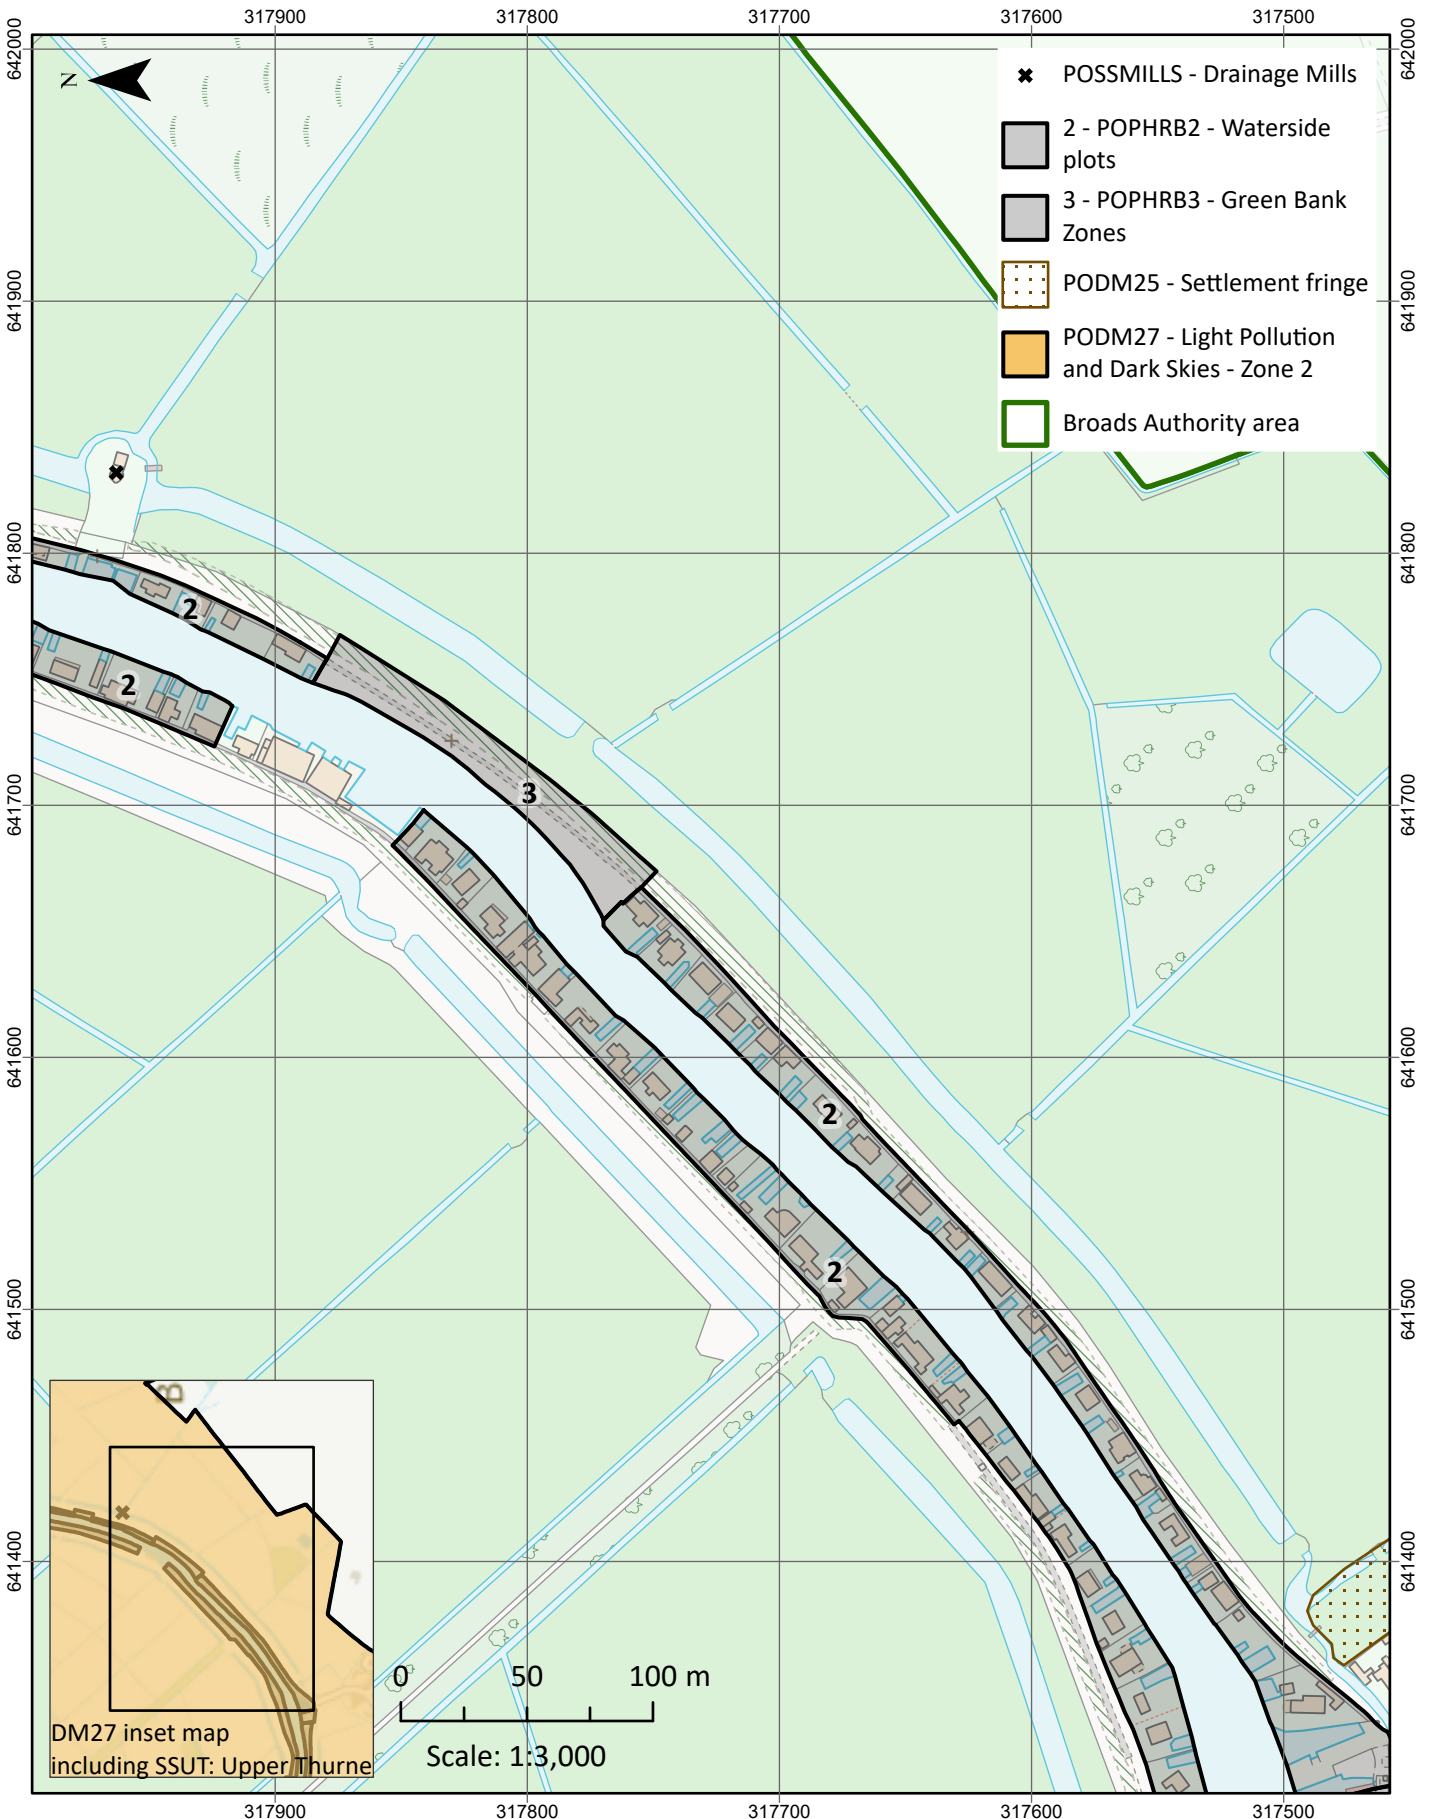 317900 317800 317700 317600 317500
642000 642000
N
POSSMILLS - Drainage Mills
2 - POPHRB2 - Waterside
plots
3 - POPHRB3 - Green Bank
Zones
PODM25 - Settlement fringe
PODM27 - Light Pollution
and Dark Skies - Zone 2
Broads Authority area
641900 641900
641800 641800
2
2
641700 641700
3
641600 641600
2
2
641500 641500
B
641400 641400
0 50 100 m
Scale: 1:3,000
DM27 inset map
including SSUT: Upper Thurne
317900 317800 317700 317600 317500